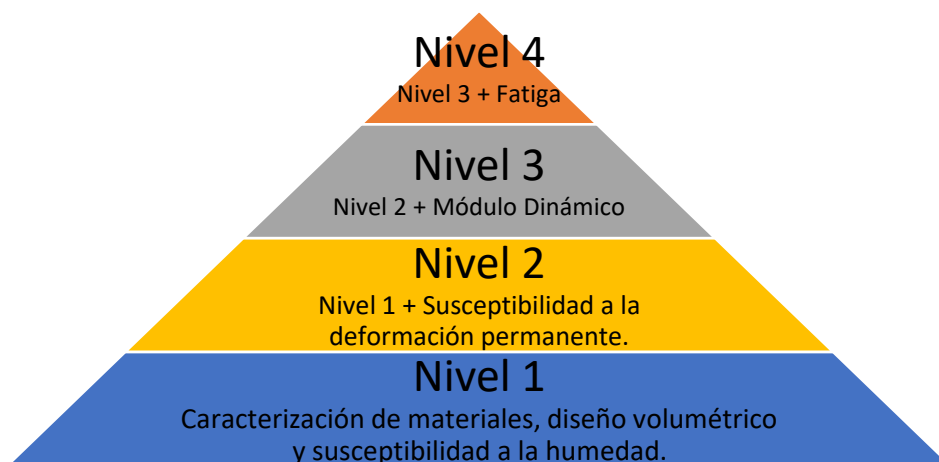 Nivel 4
Nivel 3 + Fatiga
Nivel 3
Nivel 2 + Módulo Dinámico
Nivel 2
Nivel 1 + Susceptibilidad a la
deformación permanente.
Nivel 1
Caracterización de materiales, diseño volumétrico
y susceptibilidad a la humedad.